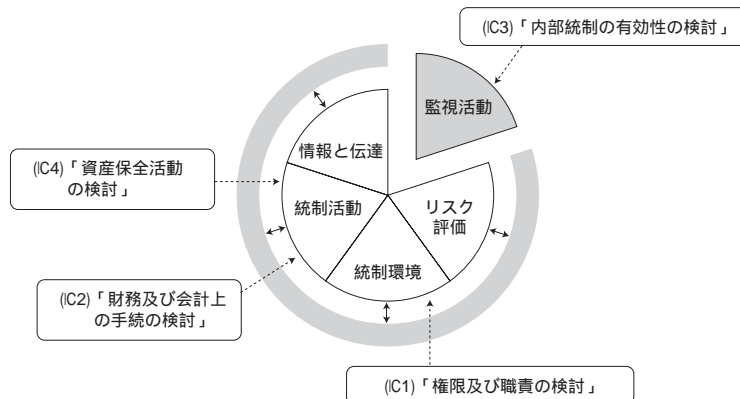 (IC3)「内部統制の有効性の検討」
監視活動
情報と伝達
(IC4)「資産保全活動
の検討」
統制活動
リスク
評価
統制環境
(IC2)「財務及び会計上
の手続の検討」
(IC1)「権限及び職責の検討」